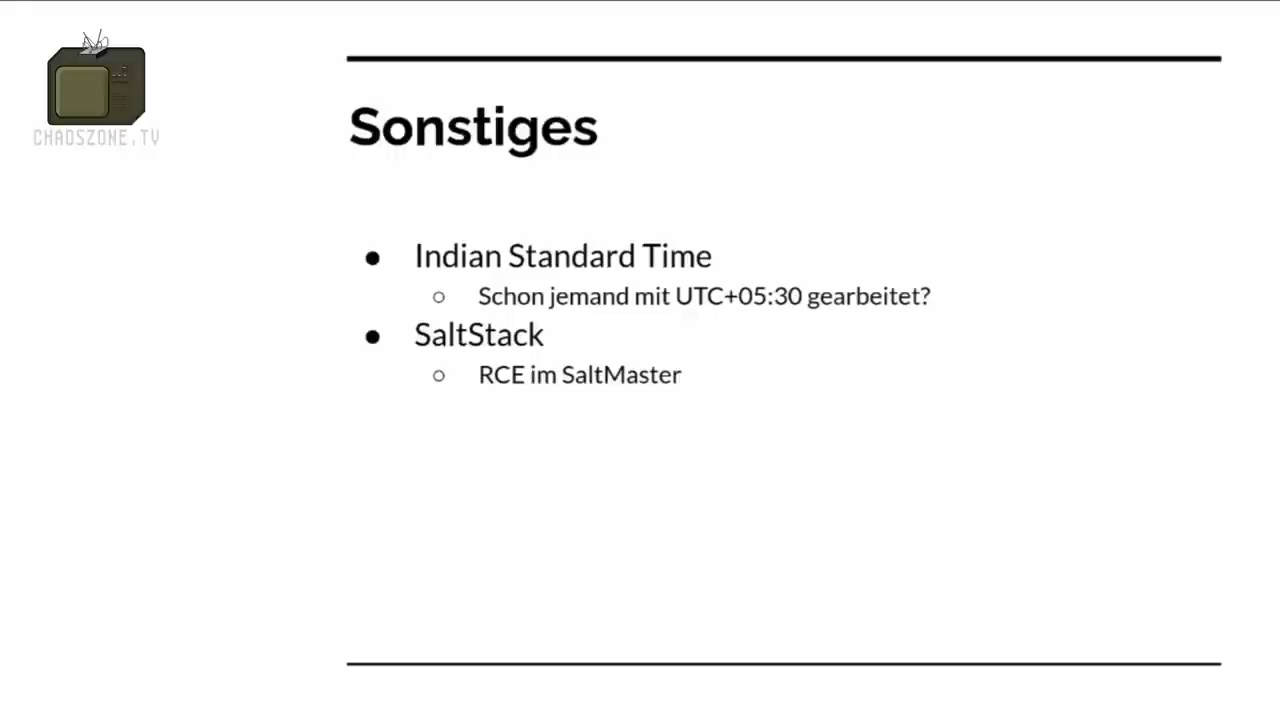 CHAOSZONE.TV
Sonstiges
● Indian Standard Time
○ Schon jemand mit UTC+05:30 gearbeitet?
● SaltStack
○ RCE im SaltMaster